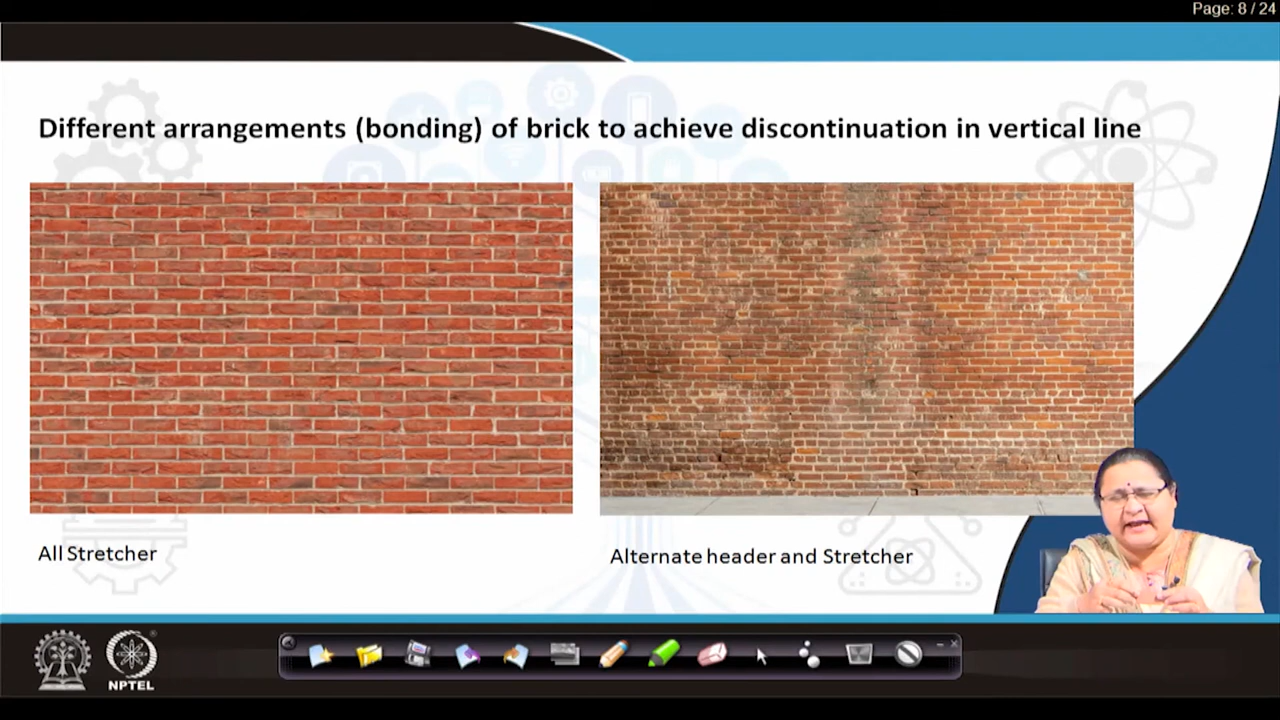 Page: 8 / 24
Different arrangements (bonding) of brick to achieve discontinuation in vertical line
All Stretcher
Alternate header and Stretcher
NPTEL